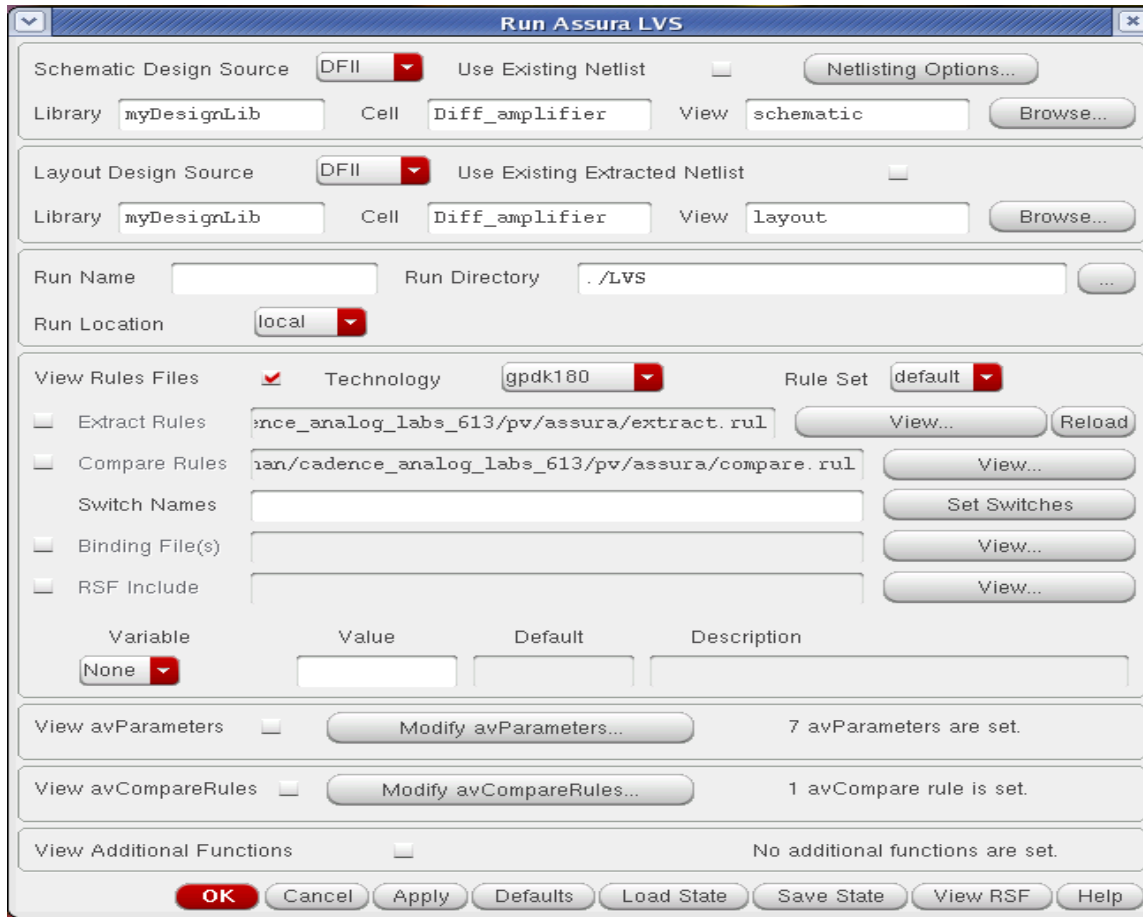 Run Assura LVS
Schematic Design Source DFII Use Existing Netlist Netlisting Options...
Library myDesignLib Cell Diff_amplifier View schematic Browse...
Layout Design Source DFII Use Existing Extracted Netlist
Library myDesignLib Cell Diff_amplifier View layout Browse...
Run Name Run Directory ./LVS ...
Run Location local
View Rules Files Technology gpdk180 Rule Set default
Extract Rules ence_analog_labs_613/pv/assura/extract.rul View... Reload
Compare Rules nan/cadence_analog_labs_613/pv/assura/compare.rul View...
Switch Names Set Switches
Binding File(s) View...
RSF Include View...
Variable Value Default Description
None
View avParameters Modify avParameters... 7 avParameters are set.
View avCompareRules Modify avCompareRules... 1 avCompare rule is set.
View Additional Functions No additional functions are set.
OK Cancel Apply Defaults Load State Save State View RSF Help